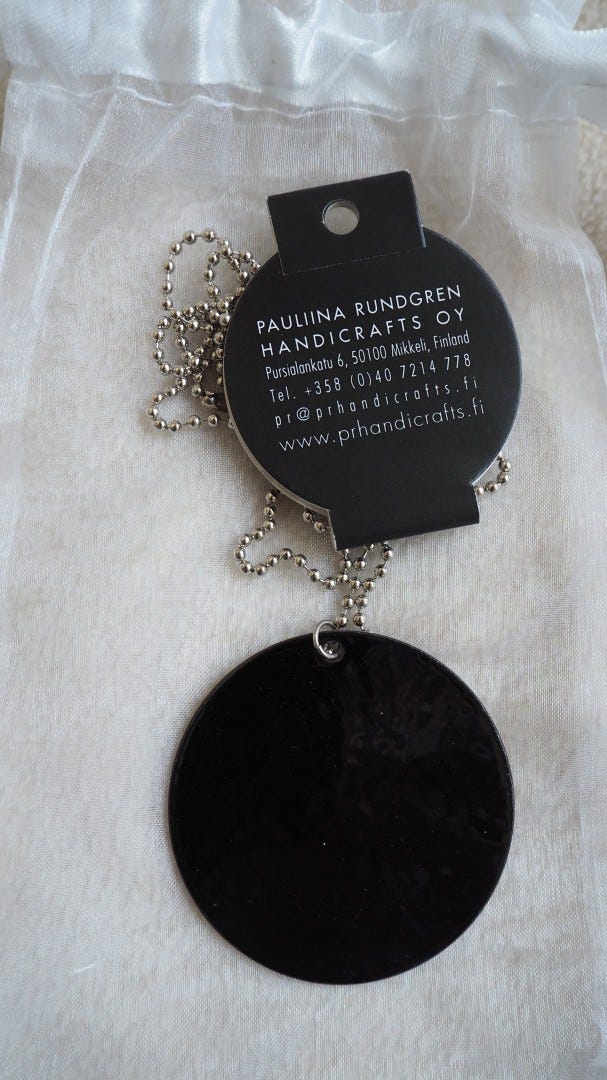 PAULIINA RUNDGREN
HANDICRAFTS OY
Pursialankatu 6, 50100 Mikkeli, Finland
Tel. +358 (0)40 7214 778
pr@prhandicrafts.fi
www.prhandicrafts.fi